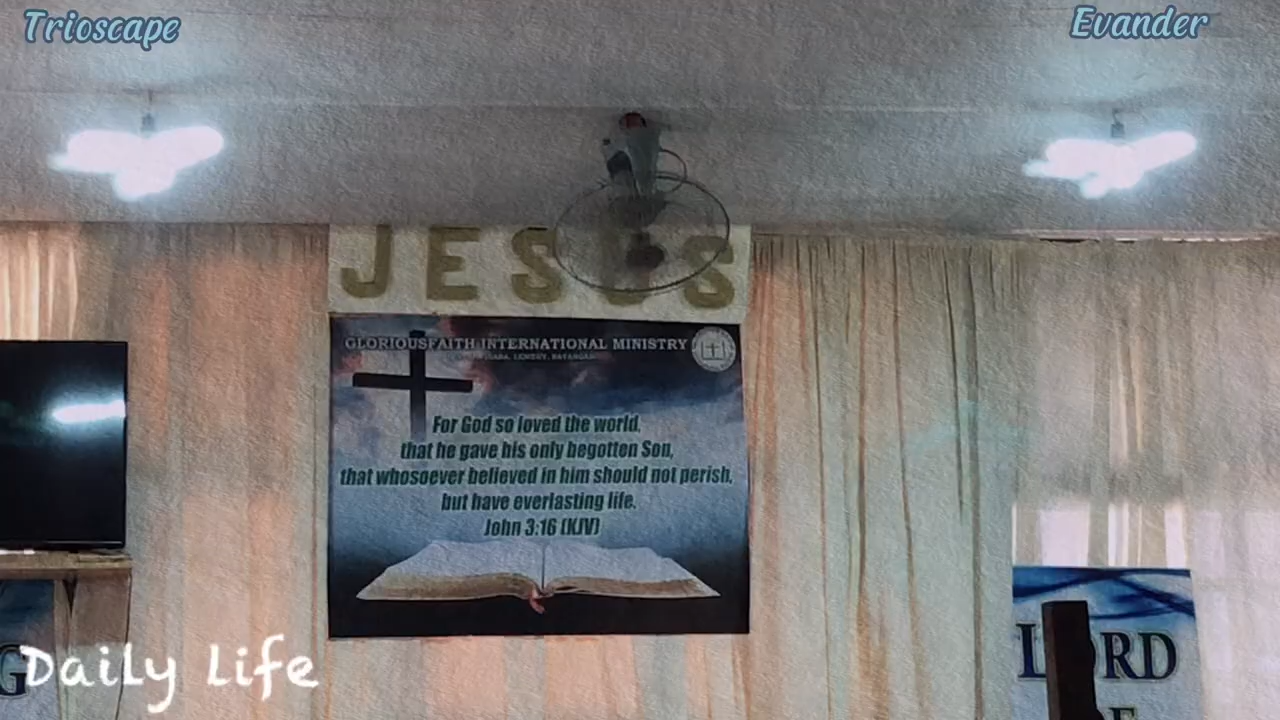 Trioscape
Evander
JESUS
GLORIOUSFAITH INTERNATIONAL MINISTRY
For God so loved the world,
that he gave his only begotten Son,
that whosoever believed in him should not perish,
but have everlasting life.
John 3:16 (KJV)
LORD
G
Daily Life